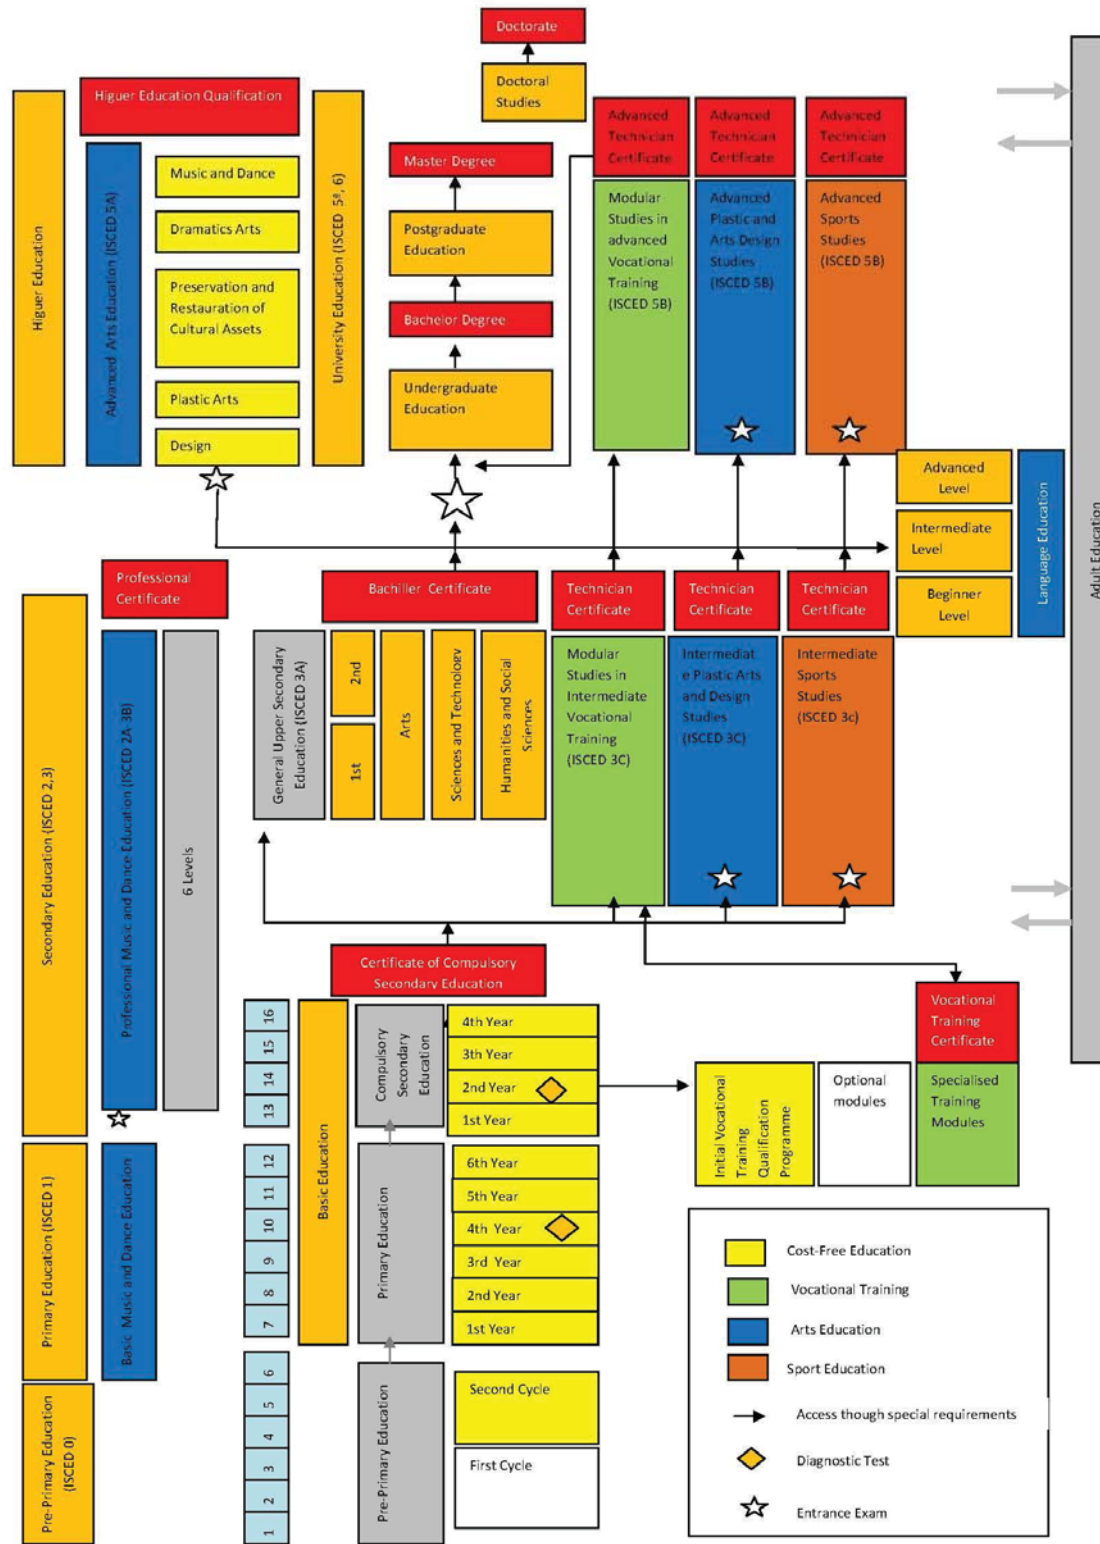 Doctorate
Doctoral
Studies
Higuer Education Qualification
Higuer Education
Advanced Arts Education (ISCED 5A)
Music and Dance
Dramatics Arts
Preservation and
Restauration of
Cultural Assets
Plastic Arts
Design
University Education (ISCED 5ª, 6)
Master Degree
Postgraduate
Education
Bachelor Degree
Undergraduate
Education
Advanced
Technician
Certificate
Modular
Studies in
advanced
Vocational
Training
(ISCED 5B)
Advanced
Technician
Certificate
Advanced
Plastic and
Arts Design
Studies
(ISCED 5B)
Advanced
Technician
Certificate
Advanced
Sports
Studies
(ISCED 5B)
Advanced
Level
Intermediate
Level
Beginner
Level
Language Education
Adult Education
Professional
Certificate
Secondary Education (ISCED 2,3)
Professional Music and Dance Education (ISCED 2A-3B)
6 Levels
Bachiller Certificate
General Upper Secondary
Education (ISCED 3A)
2nd
1st
Arts
Sciences and Technology
Humanities and Social
Sciences
Technician
Certificate
Modular
Studies in
Intermediate
Vocational
Training
(ISCED 3C)
Technician
Certificate
Intermediat
e Plastic Arts
and Design
Studies
(ISCED 3C)
Technician
Certificate
Intermediate
Sports
Studies
(ISCED 3c)
Certificate of Compulsory
Secondary Education
16
15
14
13
12
11
10
9
8
7
6
5
4
3
2
1
Basic Education
Compulsory
Secondary
Education
4th Year
3th Year
2nd Year
1st Year
Primary Education
6th Year
5th Year
4th Year
3rd Year
2nd Year
1st Year
Pre-Primary Education
Second Cycle
First Cycle
Primary Education (ISCED 1)
Basic Music and Dance Education
Pre-Primary Education
(ISCED 0)
Initial Vocational
Training
Qualification
Programme
Optional
modules
Vocational
Training
Certificate
Specialised
Training
Modules
Cost-Free Education
Vocational Training
Arts Education
Sport Education
Access though special requirements
Diagnostic Test
Entrance Exam